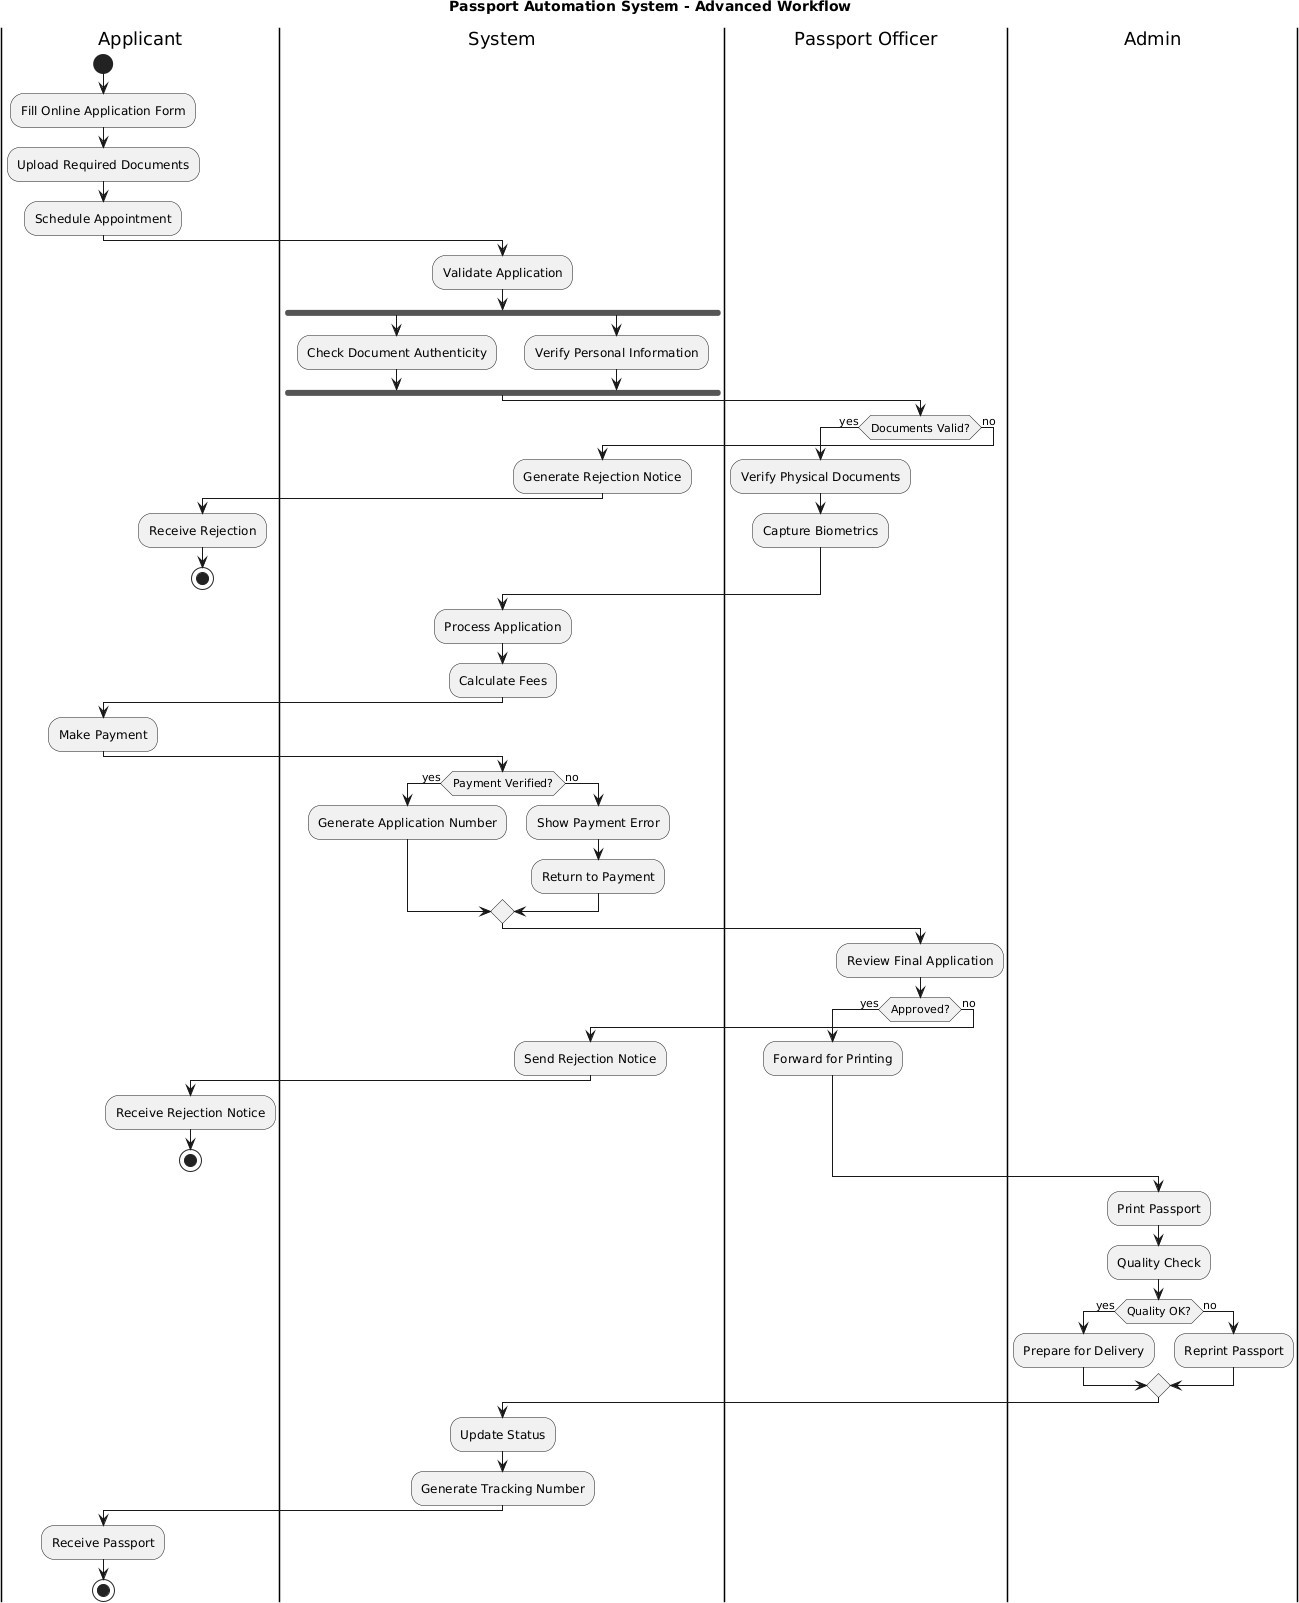 Passport Automation System - Advanced Workflow
Applicant
System
Passport Officer
Admin
Fill Online Application Form
Upload Required Documents
Schedule Appointment
Validate Application
Check Document Authenticity
Verify Personal Information
yes
Documents Valid?
no
Generate Rejection Notice
Verify Physical Documents
Receive Rejection
Capture Biometrics
Process Application
Calculate Fees
Make Payment
yes
Payment Verified?
no
Generate Application Number
Show Payment Error
Return to Payment
Review Final Application
yes
Approved?
no
Send Rejection Notice
Forward for Printing
Receive Rejection Notice
Print Passport
Quality Check
yes
Quality OK?
no
Prepare for Delivery
Reprint Passport
Update Status
Generate Tracking Number
Receive Passport